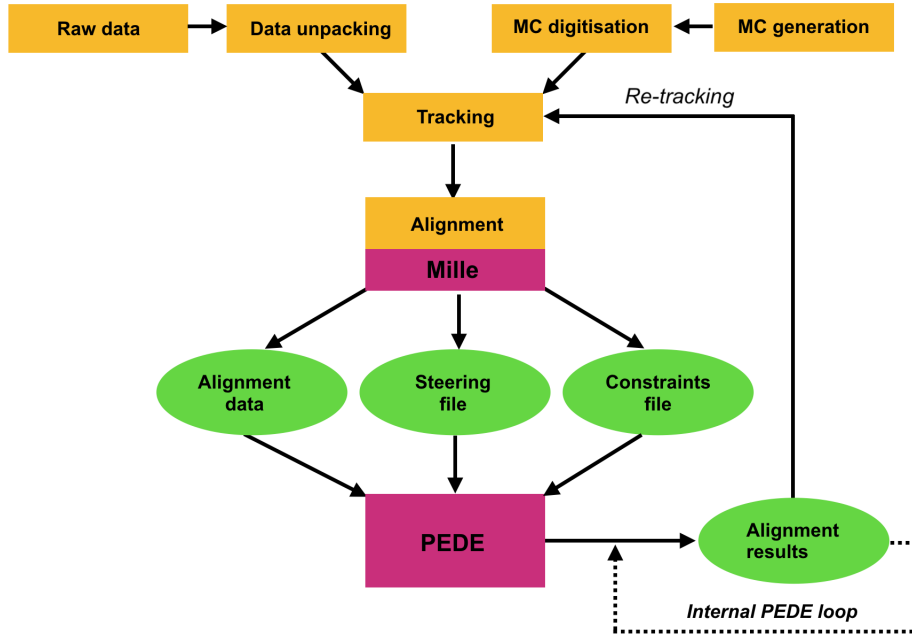 Raw data
Data unpacking
MC digitisation
MC generation
Re-tracking
Tracking
Alignment
Mille
Alignment
data
Steering
file
Constraints
file
PEDE
Alignment
results
Internal PEDE loop